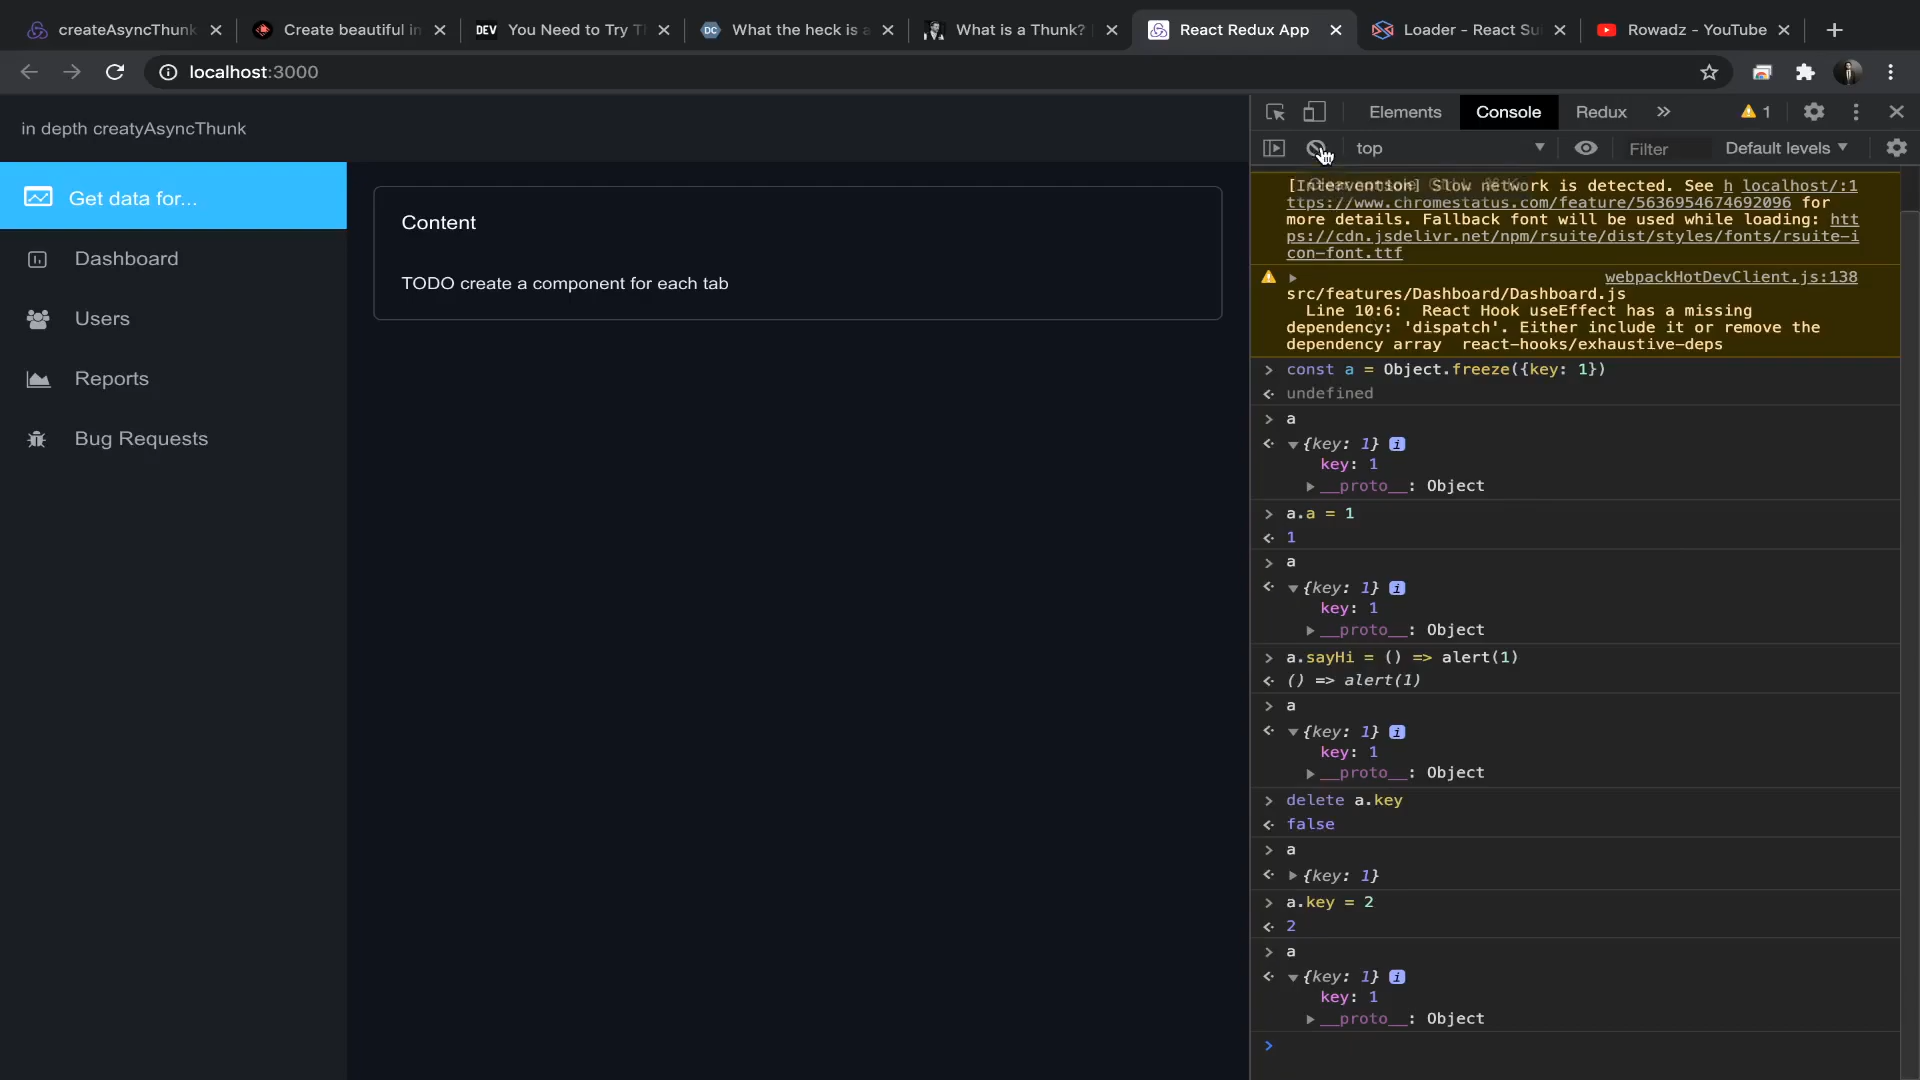 createAsyncThunk
Create beautiful i
DEV You Need to Try T
DC What the heck is a
What is a Thunk?
React Redux App
Loader - React Su
Rowadz - YouTube
localhost:3000
in depth creatyAsyncThunk
Get data for...
Dashboard
Users
Reports
Bug Requests
Content
TODO create a component for each tab
Elements
Console
Redux
1
top
Filter
Default levels
[Intervention] Slow network is detected. See h localhost/:1
ttps://www.chromestatus.com/feature/5636954674692096 for
more details. Fallback font will be used while loading: htt
ps://cdn.jsdelivr.net/npm/rsuite/dist/styles/fonts/rsuite-i
con-font.ttf
webpackHotDevClient.js:138
src/features/Dashboard/Dashboard.js
Line 10:6: React Hook useEffect has a missing
dependency: 'dispatch'. Either include it or remove the
dependency array react-hooks/exhaustive-deps
const a = Object.freeze({key: 1})
undefined
a
{key: 1} i
key: 1
__proto__: Object
a.a = 1
1
a
{key: 1} i
key: 1
__proto__: Object
a.sayHi = () => alert(1)
() => alert(1)
a
{key: 1} i
key: 1
__proto__: Object
delete a.key
false
a
{key: 1}
a.key = 2
2
a
{key: 1} i
key: 1
__proto__: Object